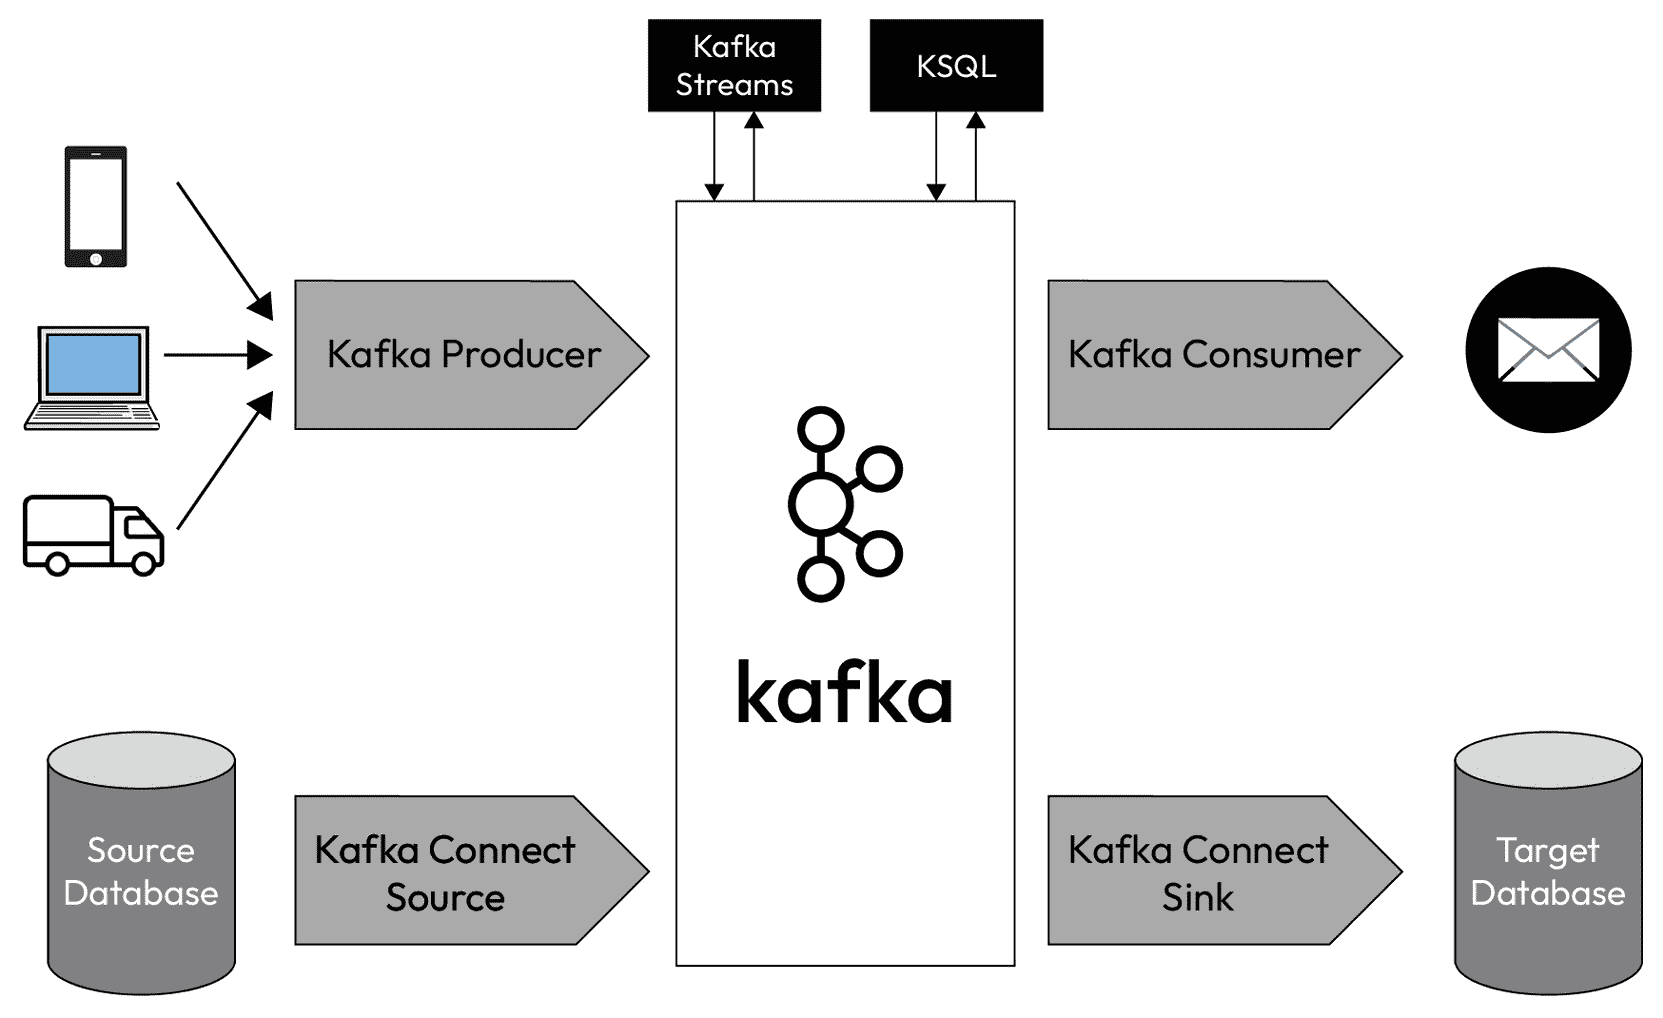 Kafka
Streams
KSQL
Kafka Producer
Kafka Consumer
kafka
Source
Database
Kafka Connect
Source
Kafka Connect
Sink
Target
Database